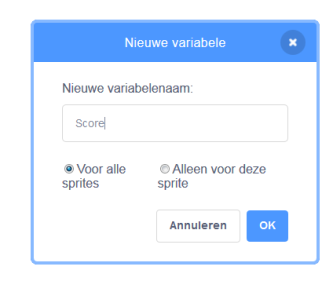 Nieuwe variabele
Nieuwe variabelenaam:
Score
Voor alle sprites
Alleen voor deze sprite
Annuleren OK